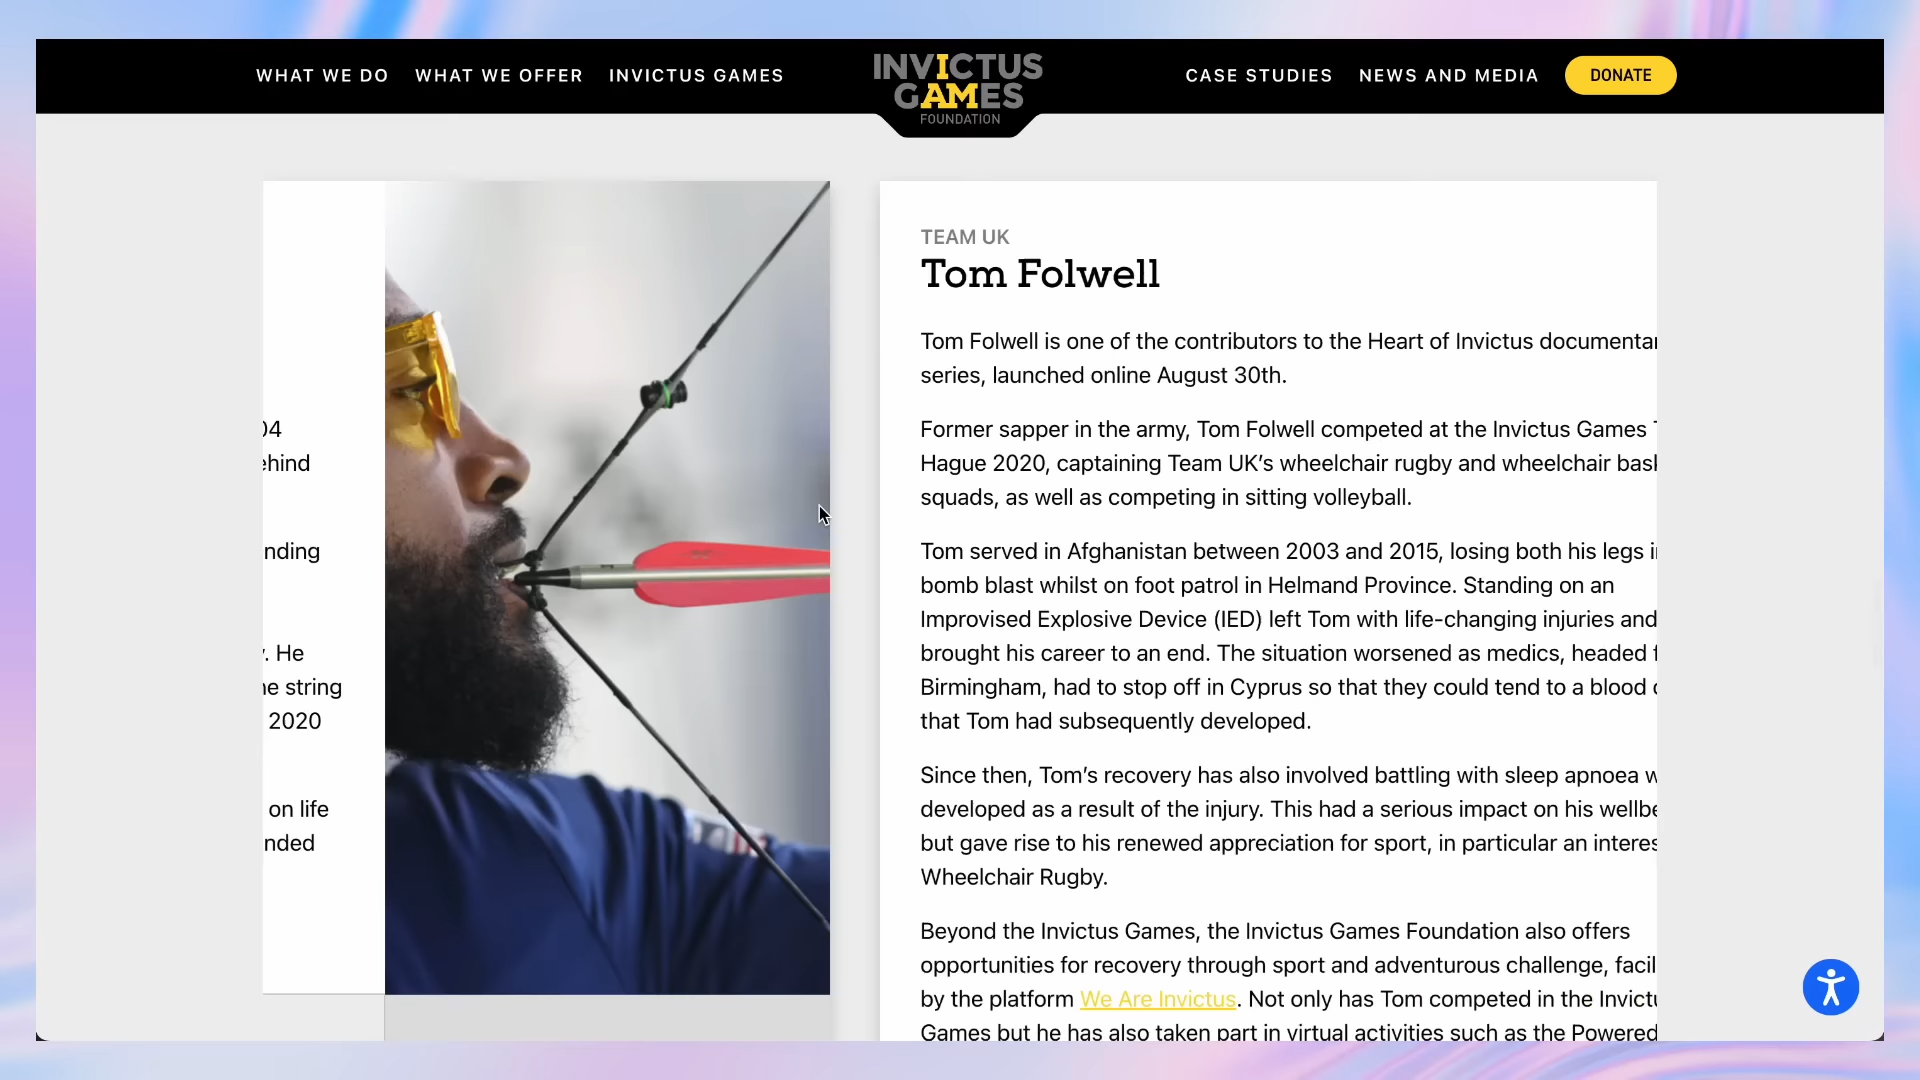 WHAT WE DO
WHAT WE OFFER
INVICTUS GAMES
INVICTUS
GAMES
FOUNDATION
CASE STUDIES
NEWS AND MEDIA
DONATE
04
ehind
nding
He
string
2020
on life
nded
TEAM UK
Tom Folwell
Tom Folwell is one of the contributors to the Heart of Invictus documentar
series, launched online August 30th.
Former sapper in the army, Tom Folwell competed at the Invictus Games
Hague 2020, captaining Team UK’s wheelchair rugby and wheelchair bask
squads, as well as competing in sitting volleyball.
Tom served in Afghanistan between 2003 and 2015, losing both his legs i
bomb blast whilst on foot patrol in Helmand Province. Standing on an
Improvised Explosive Device (IED) left Tom with life-changing injuries and
brought his career to an end. The situation worsened as medics, headed f
Birmingham, had to stop off in Cyprus so that they could tend to a blood
that Tom had subsequently developed.
Since then, Tom’s recovery has also involved battling with sleep apnoea w
developed as a result of the injury. This had a serious impact on his wellbe
but gave rise to his renewed appreciation for sport, in particular an interes
Wheelchair Rugby.
Beyond the Invictus Games, the Invictus Games Foundation also offers
opportunities for recovery through sport and adventurous challenge, facil
by the platform We Are Invictus. Not only has Tom competed in the Invictu
Games but he has also taken part in virtual activities such as the Powered